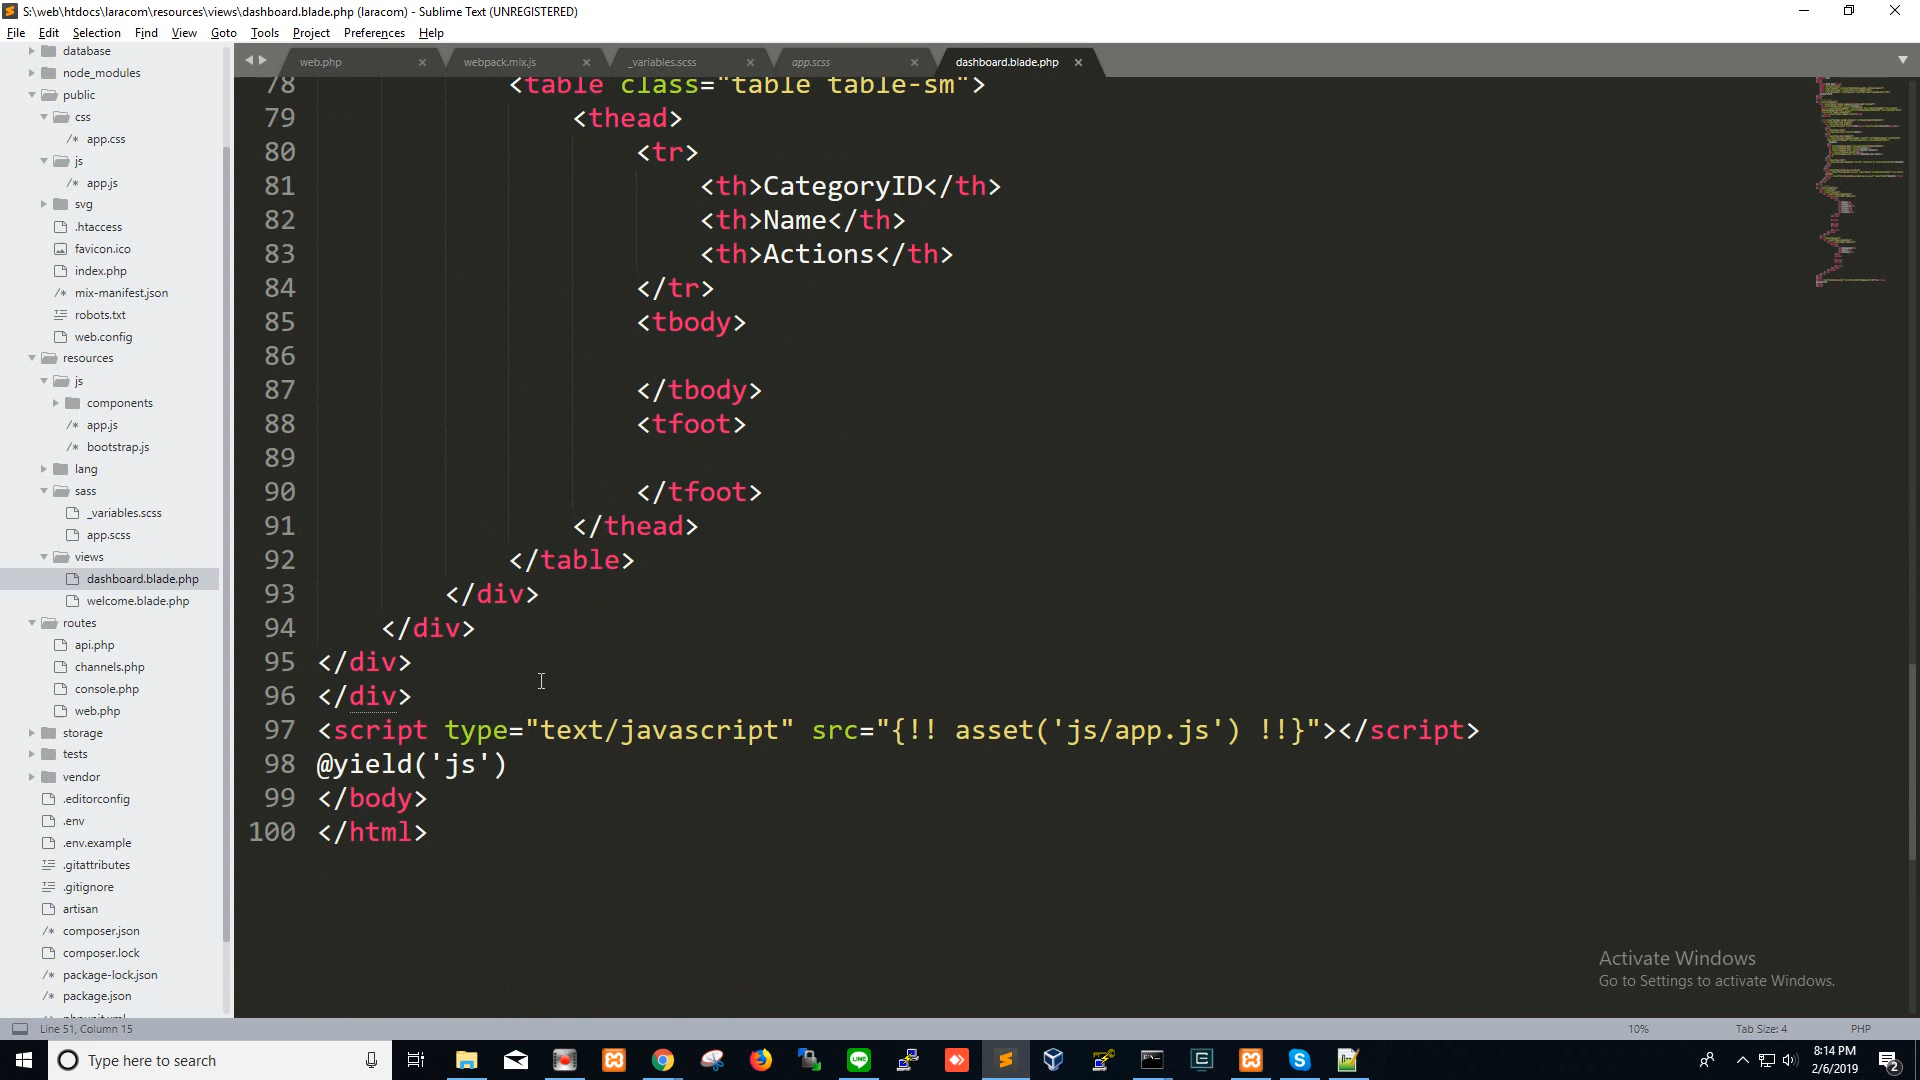 S:\web\htdocs\laracom\resources\views\dashboard.blade.php (laracom) - Sublime Text (UNREGISTERED)
File Edit Selection Find View Goto Tools Project Preferences Help
web.php
webpack.mix.js
_variables.scss
app.scss
dashboard.blade.php
database
node_modules
public
css
/* app.css
js
/* app.js
svg
.htaccess
favicon.ico
index.php
/* mix-manifest.json
robots.txt
web.config
resources
js
components
/* app.js
/* bootstrap.js
lang
sass
_variables.scss
app.scss
views
dashboard.blade.php
welcome.blade.php
routes
api.php
channels.php
console.php
web.php
storage
tests
vendor
.editorconfig
.env
.env.example
.gitattributes
.gitignore
artisan
/* composer.json
composer.lock
/* package-lock.json
/* package.json
78 <table class="table table-sm">
79 <thead>
80 <tr>
81 <th>CategoryID</th>
82 <th>Name</th>
83 <th>Actions</th>
84 </tr>
85 <tbody>
86
87 </tbody>
88 <tfoot>
89
90 </tfoot>
91 </thead>
92 </table>
93 </div>
94 </div>
95 </div>
96 </div>
97 <script type="text/javascript" src="{!! asset('js/app.js') !!}"></script>
98 @yield('js')
99 </body>
100 </html>
Activate Windows
Go to Settings to activate Windows.
Line 51, Column 15
10%
Tab Size: 4
PHP
Type here to search
8:14 PM
2/6/2019
2